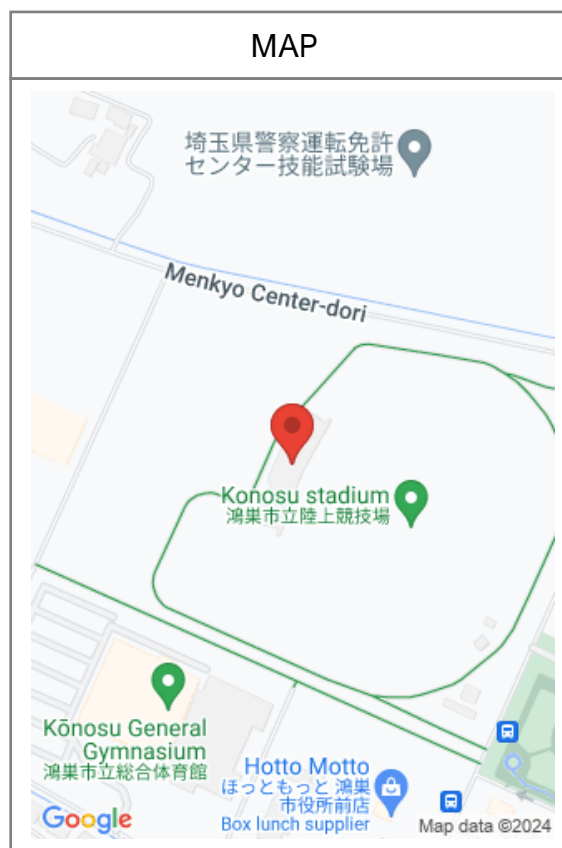 MAP
埼玉県警察運転免許
センター技能試験場
Menkyo Center-dori
Konosu stadium
鴻巣市立陸上競技場
Kōnosu General
Gymnasium
鴻巣市立総合体育館
Hotto Motto
ほっともっと 鴻巣
市役所前店
Box lunch supplier
Google
Map data ©2024